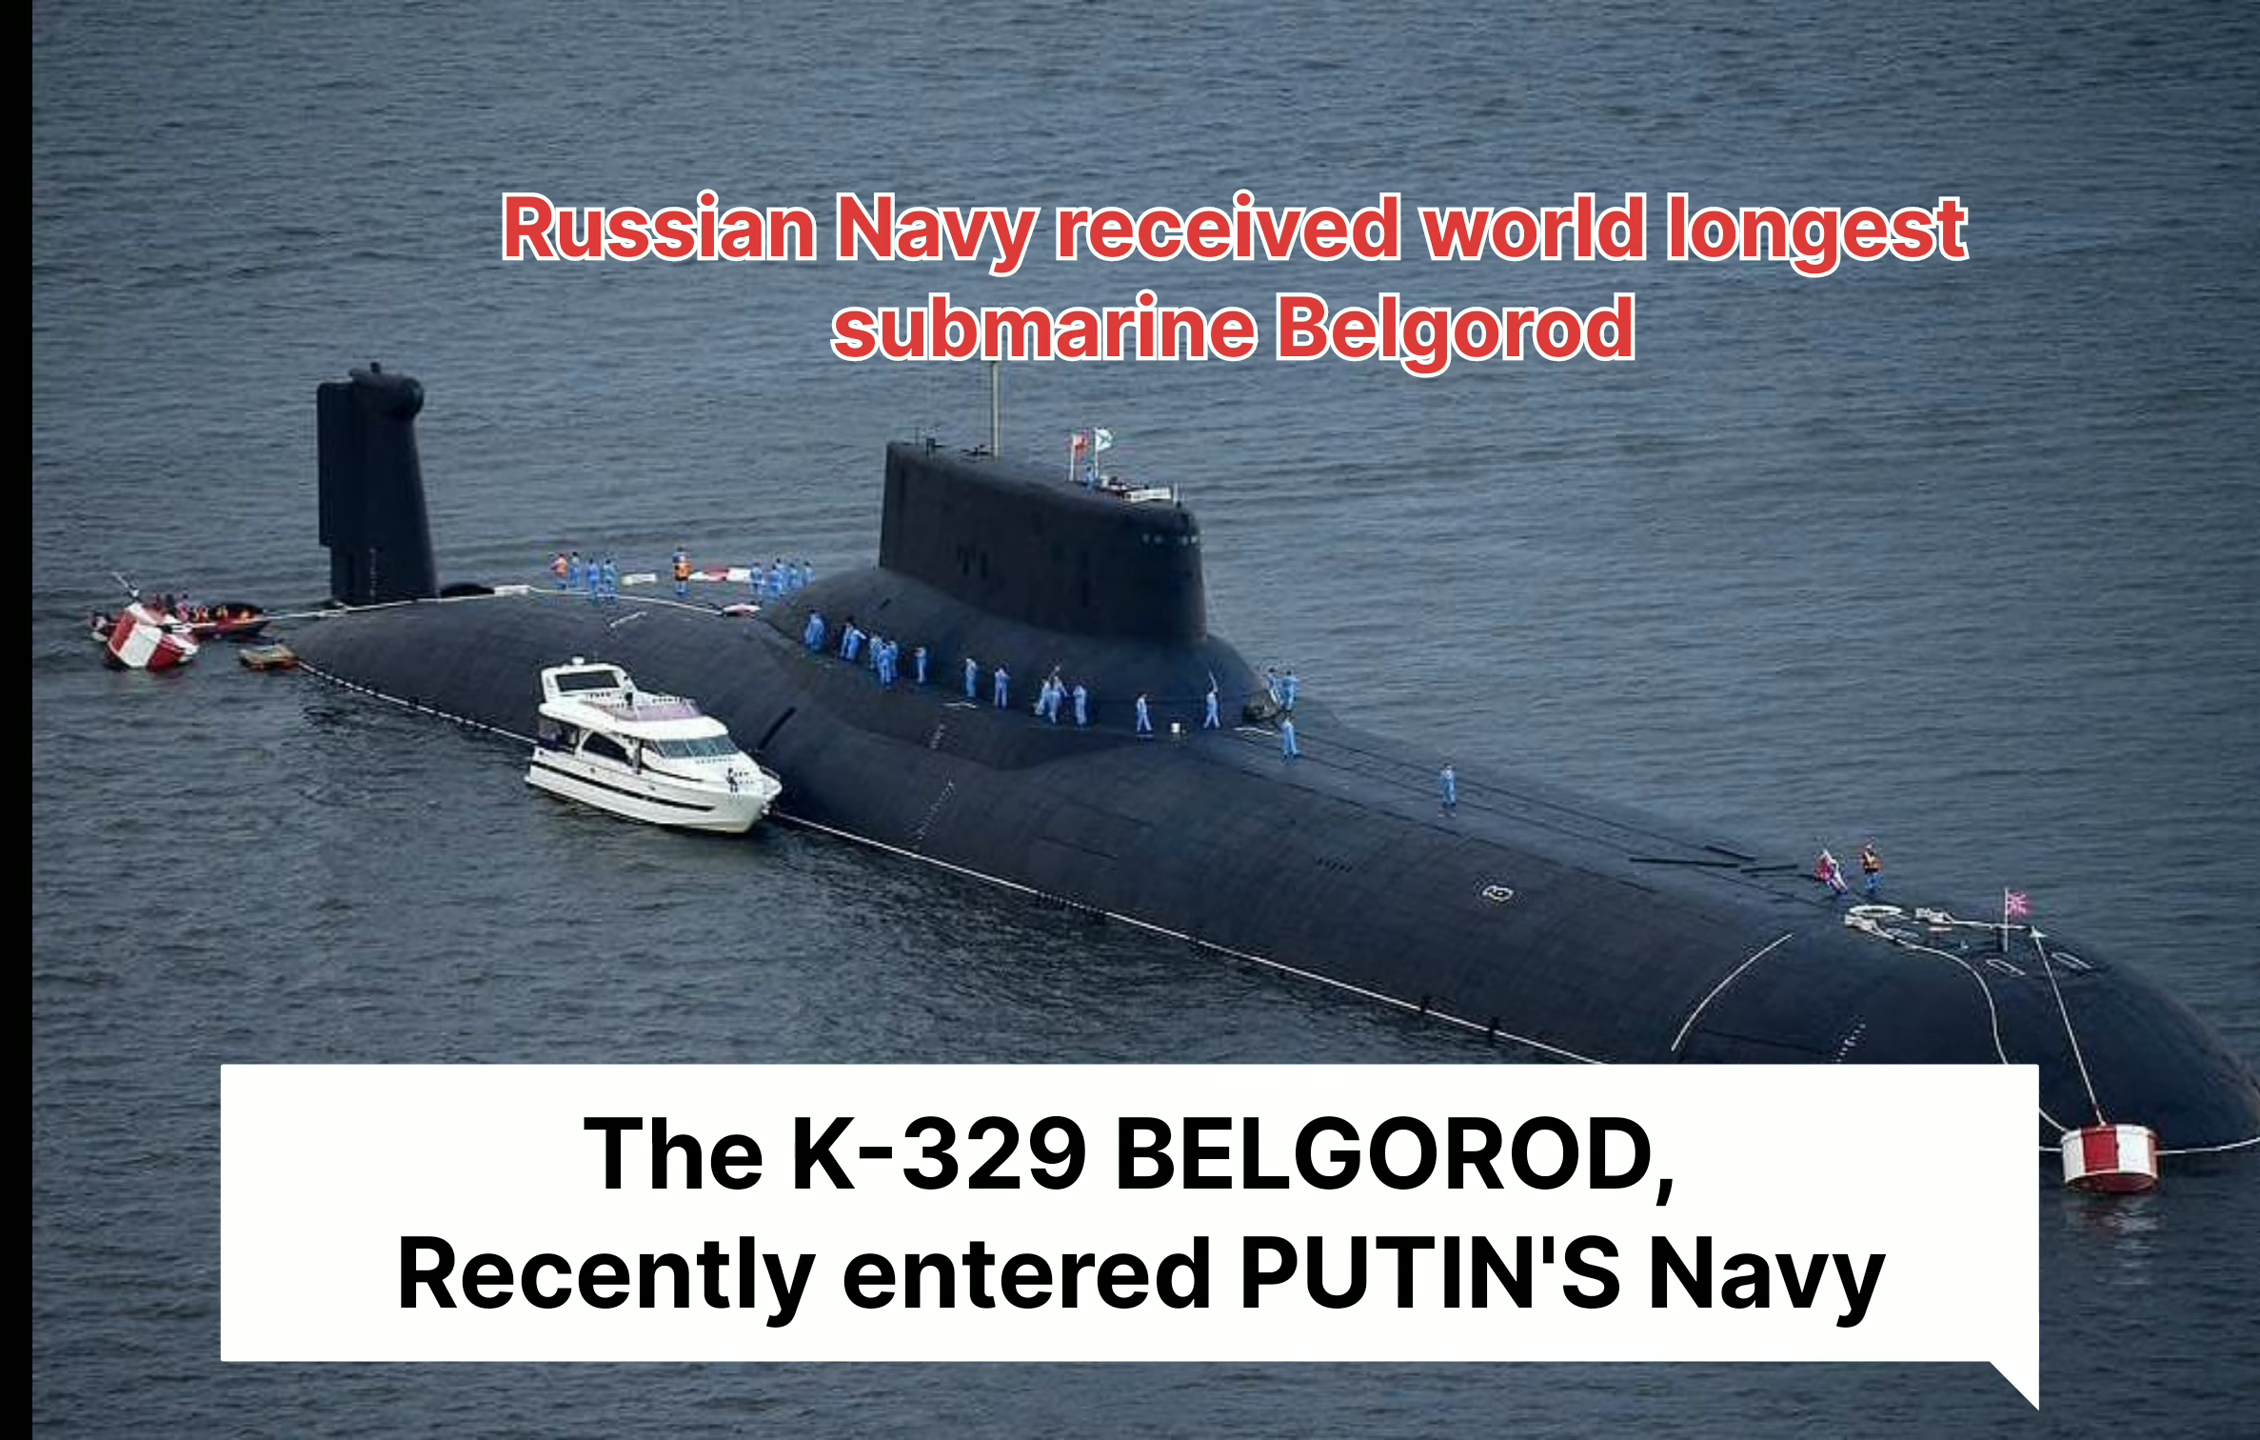 Russian Navy received world longest
submarine Belgorod
The K-329 BELGOROD,
Recently entered PUTIN'S Navy